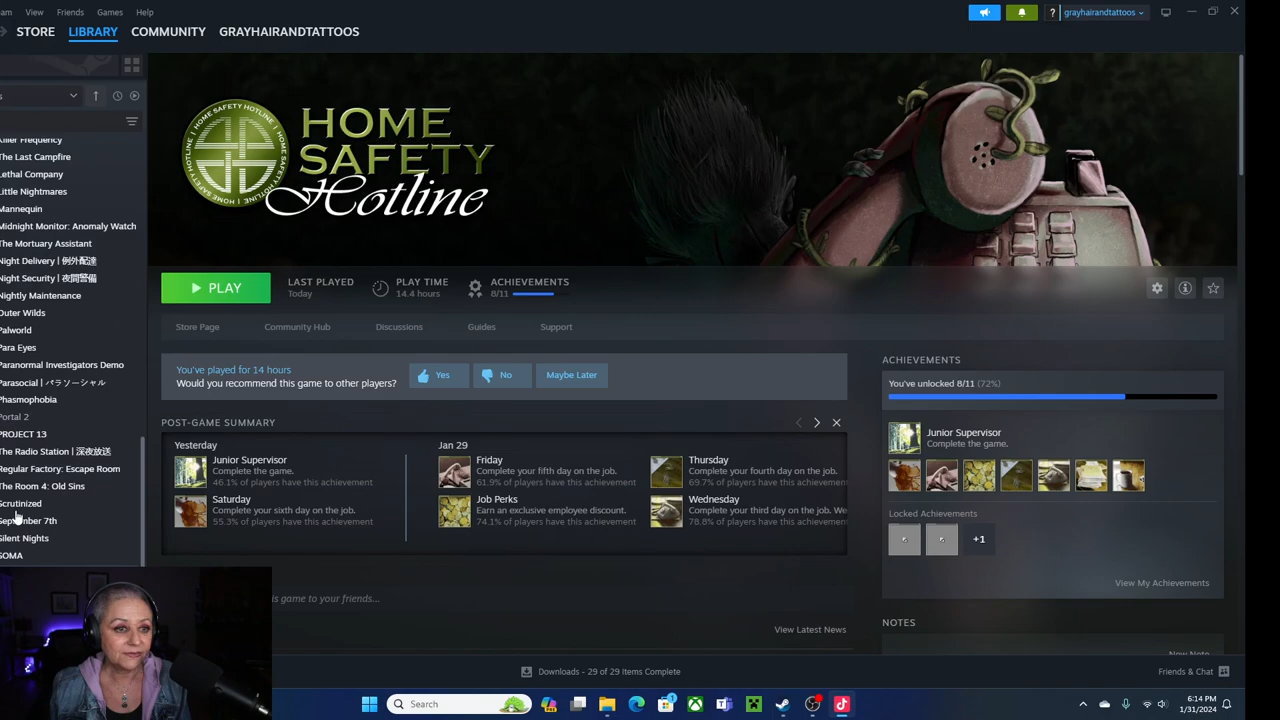 am View Friends Games Help
grayhairandtattoos
STORE LIBRARY COMMUNITY GRAYHAIRANDTATTOOS
s
HOME
SAFETY
Hotline
HOME SAFETY HOTLINE
Killer Frequency
The Last Campfire
Lethal Company
Little Nightmares
Mannequin
Midnight Monitor: Anomaly Watch
The Mortuary Assistant
Night Delivery | 例外配達
Night Security | 夜間警備
Nightly Maintenance
Outer Wilds
Palworld
Para Eyes
Paranormal Investigators Demo
Parasocial | パラソーシャル
Phasmophobia
Portal 2
PROJECT 13
The Radio Station | 深夜放送
Regular Factory: Escape Room
The Room 4: Old Sins
Scrutinized
September 7th
Silent Nights
SOMA
PLAY
LAST PLAYED
Today
PLAY TIME
14.4 hours
ACHIEVEMENTS
8/11
Store Page Community Hub Discussions Guides Support
You've played for 14 hours
Would you recommend this game to other players?
Yes No Maybe Later
POST-GAME SUMMARY
Yesterday
Junior Supervisor
Complete the game.
46.1% of players have this achievement
Saturday
Complete your sixth day on the job.
55.3% of players have this achievement
Jan 29
Friday
Complete your fifth day on the job.
61.9% of players have this achievement
Job Perks
Earn an exclusive employee discount.
74.1% of players have this achievement
Thursday
Complete your fourth day on the job.
69.7% of players have this achievement
Wednesday
Complete your third day on the job. We
78.8% of players have this achievement
is game to your friends...
View Latest News
ACHIEVEMENTS
You've unlocked 8/11 (72%)
Junior Supervisor
Complete the game.
Locked Achievements
+1
View My Achievements
NOTES
New Note
Downloads - 29 of 29 Items Complete
Friends & Chat
Search
6:14 PM
1/31/2024